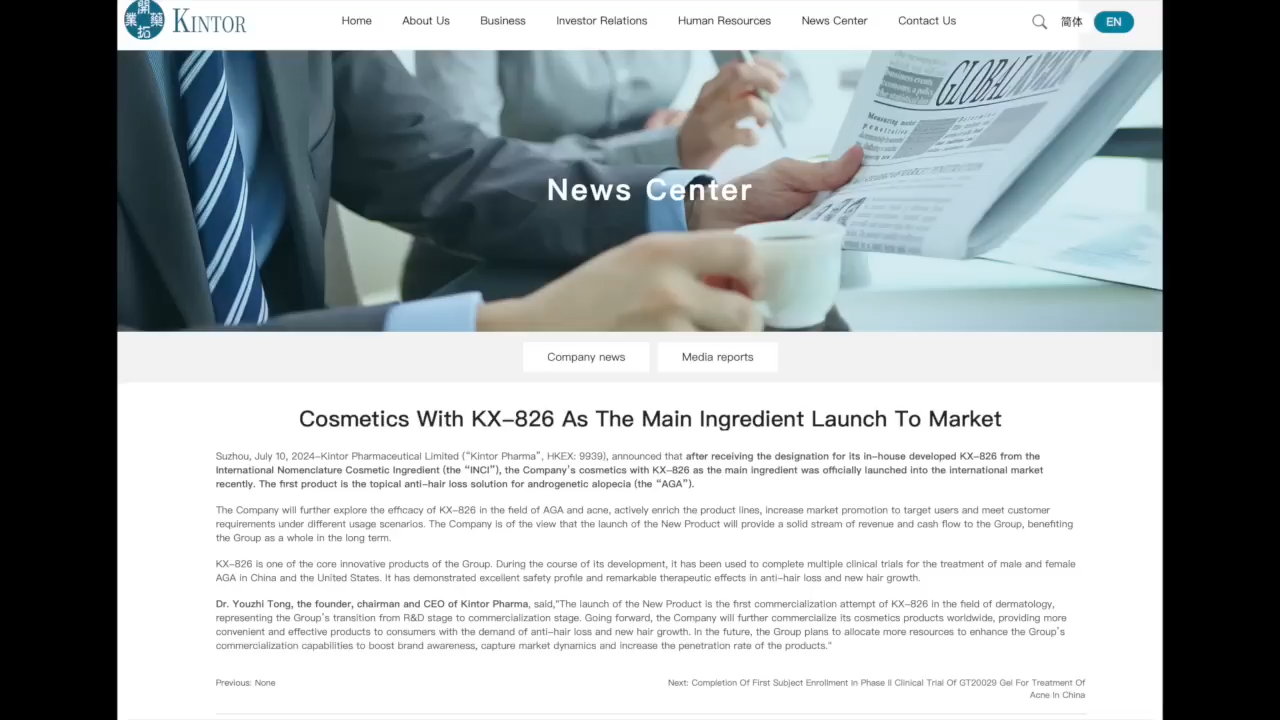 開
業 藥
拓
KINTOR
Home About Us Business Investor Relations Human Resources News Center Contact Us 简体 EN
GLOBAL NEWS
News Center
Company news Media reports
Cosmetics With KX–826 As The Main Ingredient Launch To Market
Suzhou, July 10, 2024–Kintor Pharmaceutical Limited (“Kintor Pharma”, HKEX: 9939), announced that after receiving the designation for its in-house developed KX-826 from the
International Nomenclature Cosmetic Ingredient (the “INCI”), the Company’s cosmetics with KX-826 as the main ingredient was officially launched into the international market
recently. The first product is the topical anti-hair loss solution for androgenetic alopecia (the “AGA”).
The Company will further explore the efficacy of KX-826 in the field of AGA and acne, actively enrich the product lines, increase market promotion to target users and meet customer
requirements under different usage scenarios. The Company is of the view that the launch of the New Product will provide a solid stream of revenue and cash flow to the Group, benefiting
the Group as a whole in the long term.
KX-826 is one of the core innovative products of the Group. During the course of its development, it has been used to complete multiple clinical trials for the treatment of male and female
AGA in China and the United States. It has demonstrated excellent safety profile and remarkable therapeutic effects in anti-hair loss and new hair growth.
Dr. Youzhi Tong, the founder, chairman and CEO of Kintor Pharma, said,"The launch of the New Product is the first commercialization attempt of KX-826 in the field of dermatology,
representing the Group’s transition from R&D stage to commercialization stage. Going forward, the Company will further commercialize its cosmetics products worldwide, providing more
convenient and effective products to consumers with the demand of anti-hair loss and new hair growth. In the future, the Group plans to allocate more resources to enhance the Group’s
commercialization capabilities to boost brand awareness, capture market dynamics and increase the penetration rate of the products."
Previous: None
Next: Completion Of First Subject Enrollment In Phase II Clinical Trial Of GT20029 Gel For Treatment Of
Acne In China